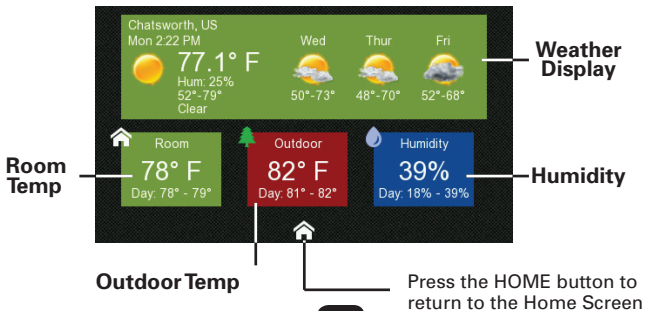 Chatsworth, US
Mon 2:22 PM
77.1° F
Hum: 25%
52°-79°
Clear
Wed
Thur
Fri
50°-73°
48°-70°
52°-68°
Weather
Display
Room
78° F
Day: 78° - 79°
Outdoor
82° F
Day: 81° - 82°
Humidity
39%
Day: 18% - 39%
Room
Temp
Humidity
Outdoor Temp
Press the HOME button to
return to the Home Screen